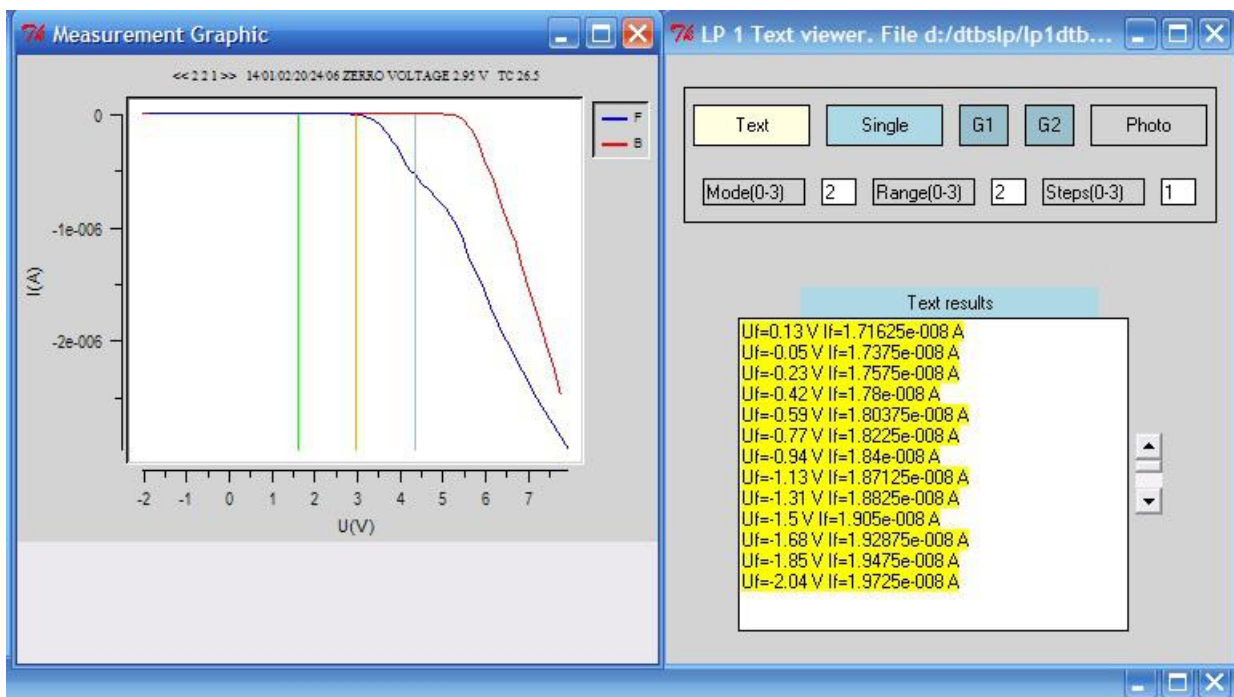 Measurement Graphic
<< 2 2 1 >> 14/01/02/20/24/06 ZERRO VOLTAGE 2.95 V TC 26.5
F
B
0
-1e-006
-2e-006
I(A)
-2 -1 0 1 2 3 4 5 6 7
U(V)
LP 1 Text viewer. File d:/dtbslp/lp1dtb...
Text Single G1 G2 Photo
Mode(0-3) 2 Range(0-3) 2 Steps(0-3) 1
Text results
Uf=0.13 V If=1.71625e-008 A
Uf=-0.05 V If=1.7375e-008 A
Uf=-0.23 V If=1.7575e-008 A
Uf=-0.42 V If=1.78e-008 A
Uf=-0.59 V If=1.80375e-008 A
Uf=-0.77 V If=1.8225e-008 A
Uf=-0.94 V If=1.84e-008 A
Uf=-1.13 V If=1.87125e-008 A
Uf=-1.31 V If=1.8825e-008 A
Uf=-1.5 V If=1.905e-008 A
Uf=-1.68 V If=1.92875e-008 A
Uf=-1.85 V If=1.9475e-008 A
Uf=-2.04 V If=1.9725e-008 A